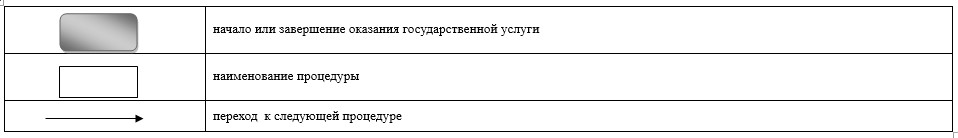 начало или завершение оказания государственной услуги
наименование процедуры
переход к следующей процедуре